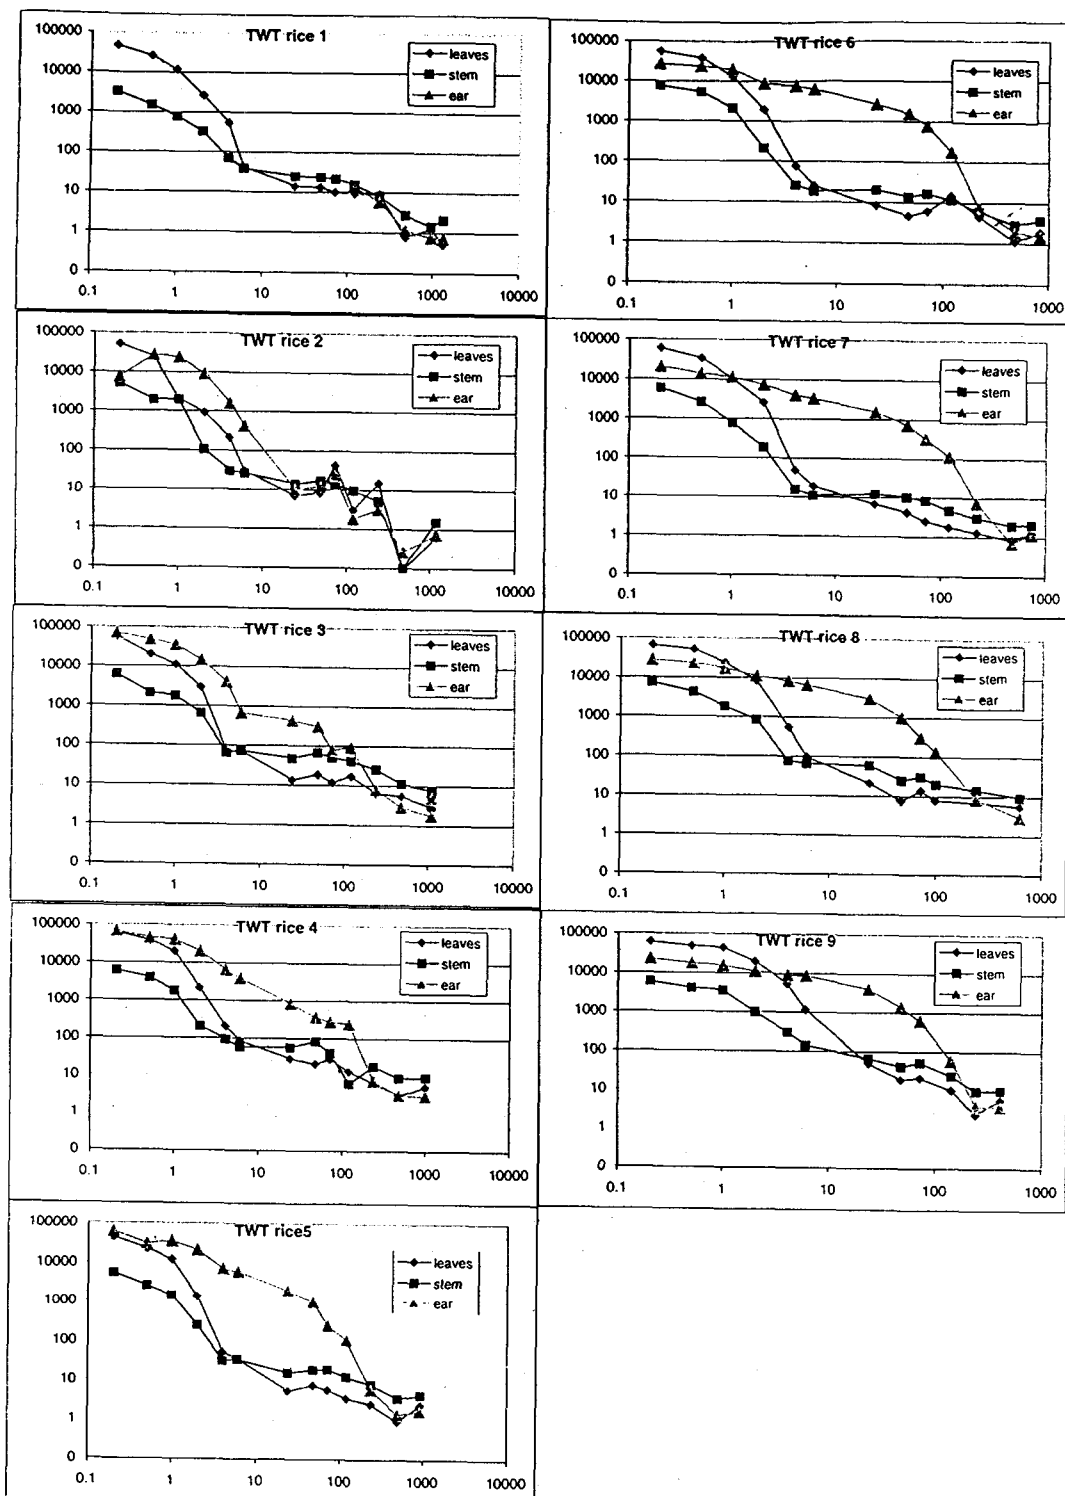 TWT rice 1
100000
10000
1000
100
10
1
0
0.1 1 10 100 1000 10000
leaves
stem
ear
TWT rice 6
100000
10000
1000
100
10
1
0
0.1 1 10 100 1000
leaves
stem
ear
TWT rice 2
100000
10000
1000
100
10
1
0
0.1 1 10 100 1000 10000
leaves
stem
ear
TWT rice 7
100000
10000
1000
100
10
1
0
0.1 1 10 100 1000
leaves
stem
ear
TWT rice 3
100000
10000
1000
100
10
1
0
0.1 1 10 100 1000 10000
leaves
stem
ear
TWT rice 8
100000
10000
1000
100
10
1
0
0.1 1 10 100 1000
leaves
stem
ear
TWT rice 4
100000
10000
1000
100
10
1
0
0.1 1 10 100 1000 10000
leaves
stem
ear
TWT rice 9
100000
10000
1000
100
10
1
0
0.1 1 10 100 1000
leaves
stem
ear
TWT rice5
100000
10000
1000
100
10
1
0
0.1 1 10 100 1000 10000
leaves
stem
ear